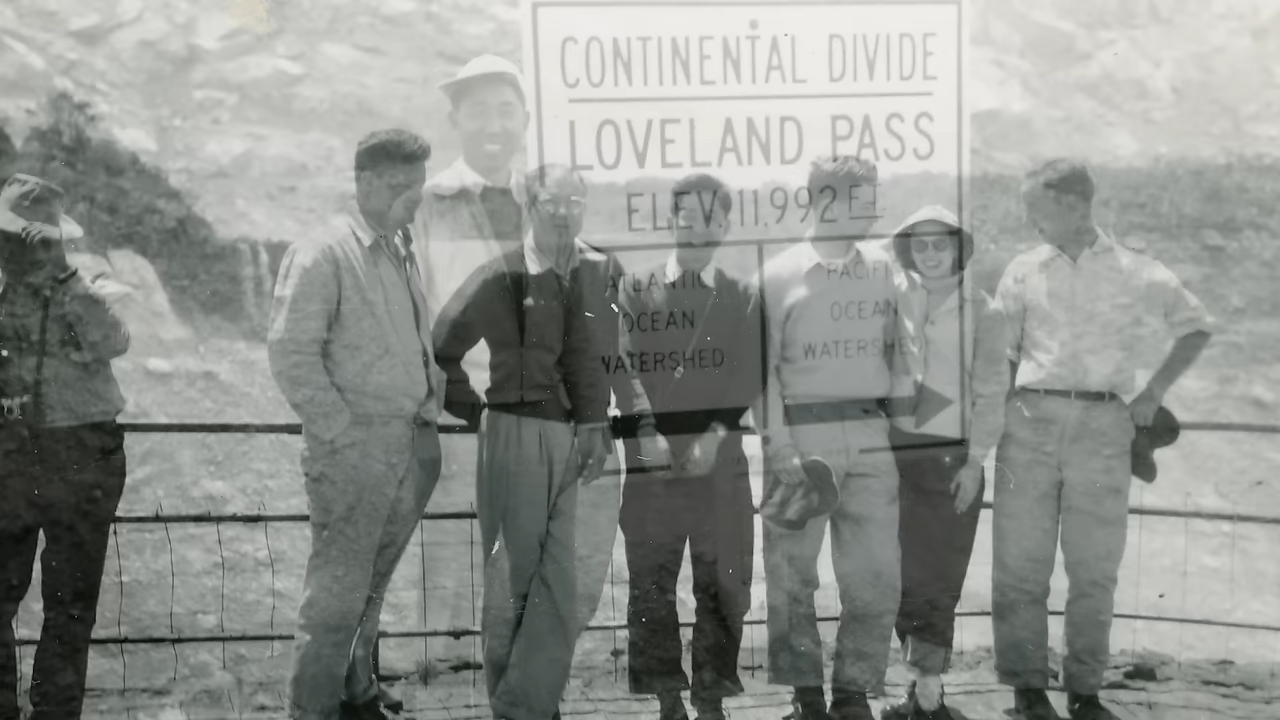 CONTINENTAL DIVIDE
LOVELAND PASS
ELEV. 11,992 FT
ATLANTIC
OCEAN
WATERSHED
PACIFIC
OCEAN
WATERSHED